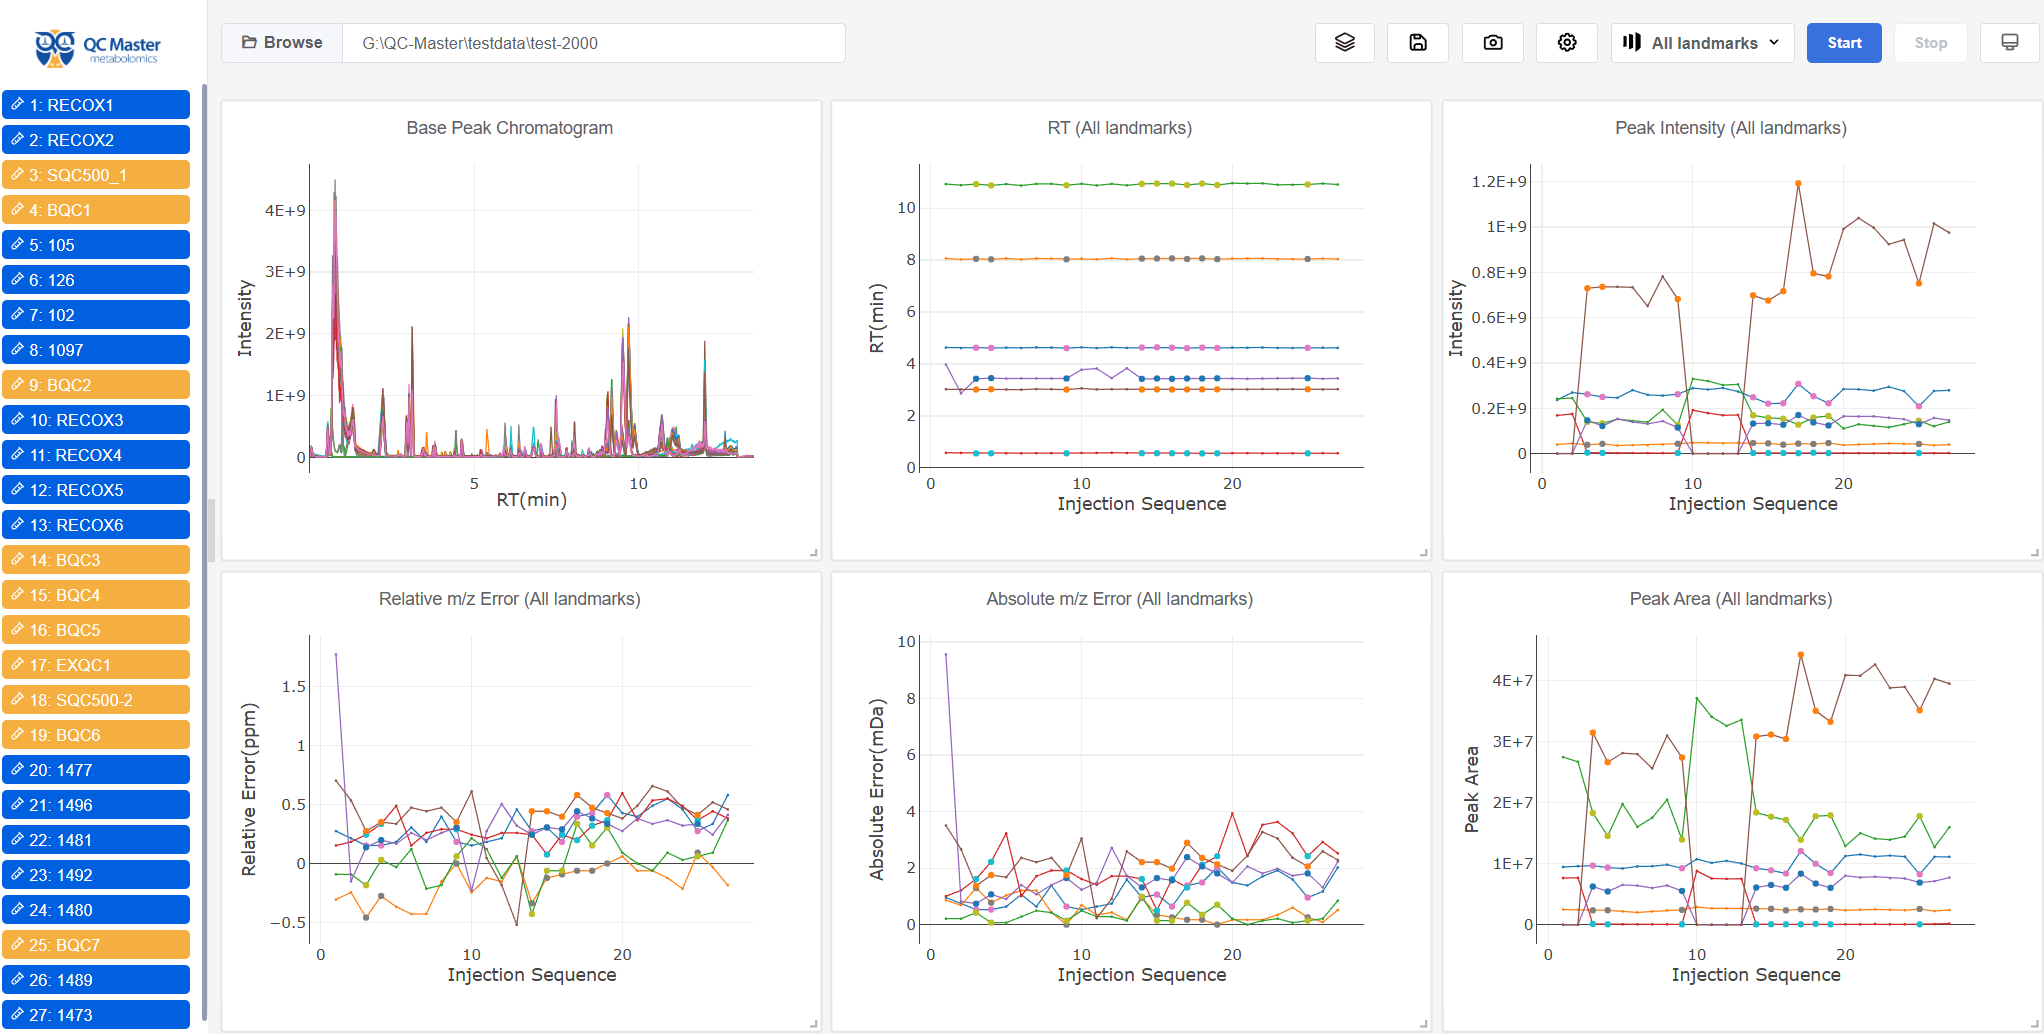 QC Master
metabolomics
Browse
G:\QC-Master\testdata\test-2000
All landmarks
Start
Stop
1: RECOX1
2: RECOX2
3: SQC500_1
4: BQC1
5: 105
6: 126
7: 102
8: 1097
9: BQC2
10: RECOX3
11: RECOX4
12: RECOX5
13: RECOX6
14: BQC3
15: BQC4
16: BQC5
17: EXQC1
18: SQC500-2
19: BQC6
20: 1477
21: 1496
22: 1481
23: 1492
24: 1480
25: BQC7
26: 1489
27: 1473
Base Peak Chromatogram
Intensity
4E+9
3E+9
2E+9
1E+9
0
5
10
RT(min)
RT (All landmarks)
RT(min)
10
8
6
4
2
0
0
10
20
Injection Sequence
Peak Intensity (All landmarks)
Intensity
1.2E+9
1E+9
0.8E+9
0.6E+9
0.4E+9
0.2E+9
0
0
10
20
Injection Sequence
Relative m/z Error (All landmarks)
Relative Error(ppm)
1.5
1
0.5
0
−0.5
0
10
20
Injection Sequence
Absolute m/z Error (All landmarks)
Absolute Error(mDa)
10
8
6
4
2
0
0
10
20
Injection Sequence
Peak Area (All landmarks)
Peak Area
4E+7
3E+7
2E+7
1E+7
0
0
10
20
Injection Sequence